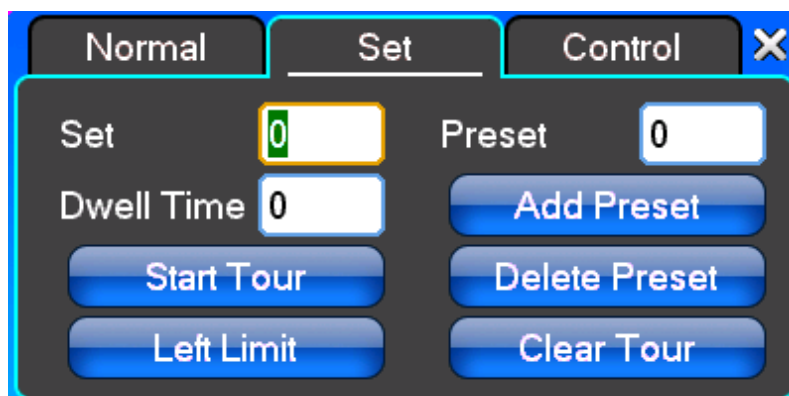 Normal Set Control
Set 0 Preset 0
Dwell Time 0 Add Preset
Start Tour Delete Preset
Left Limit Clear Tour